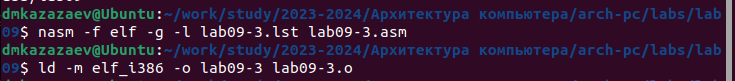 dmkazazaev@Ubuntu:~/work/study/2023-2024/Архитектура компьютера/arch-pc/labs/lab
09$ nasm -f elf -g -l lab09-3.lst lab09-3.asm
dmkazazaev@Ubuntu:~/work/study/2023-2024/Архитектура компьютера/arch-pc/labs/lab
09$ ld -m elf_i386 -o lab09-3 lab09-3.o